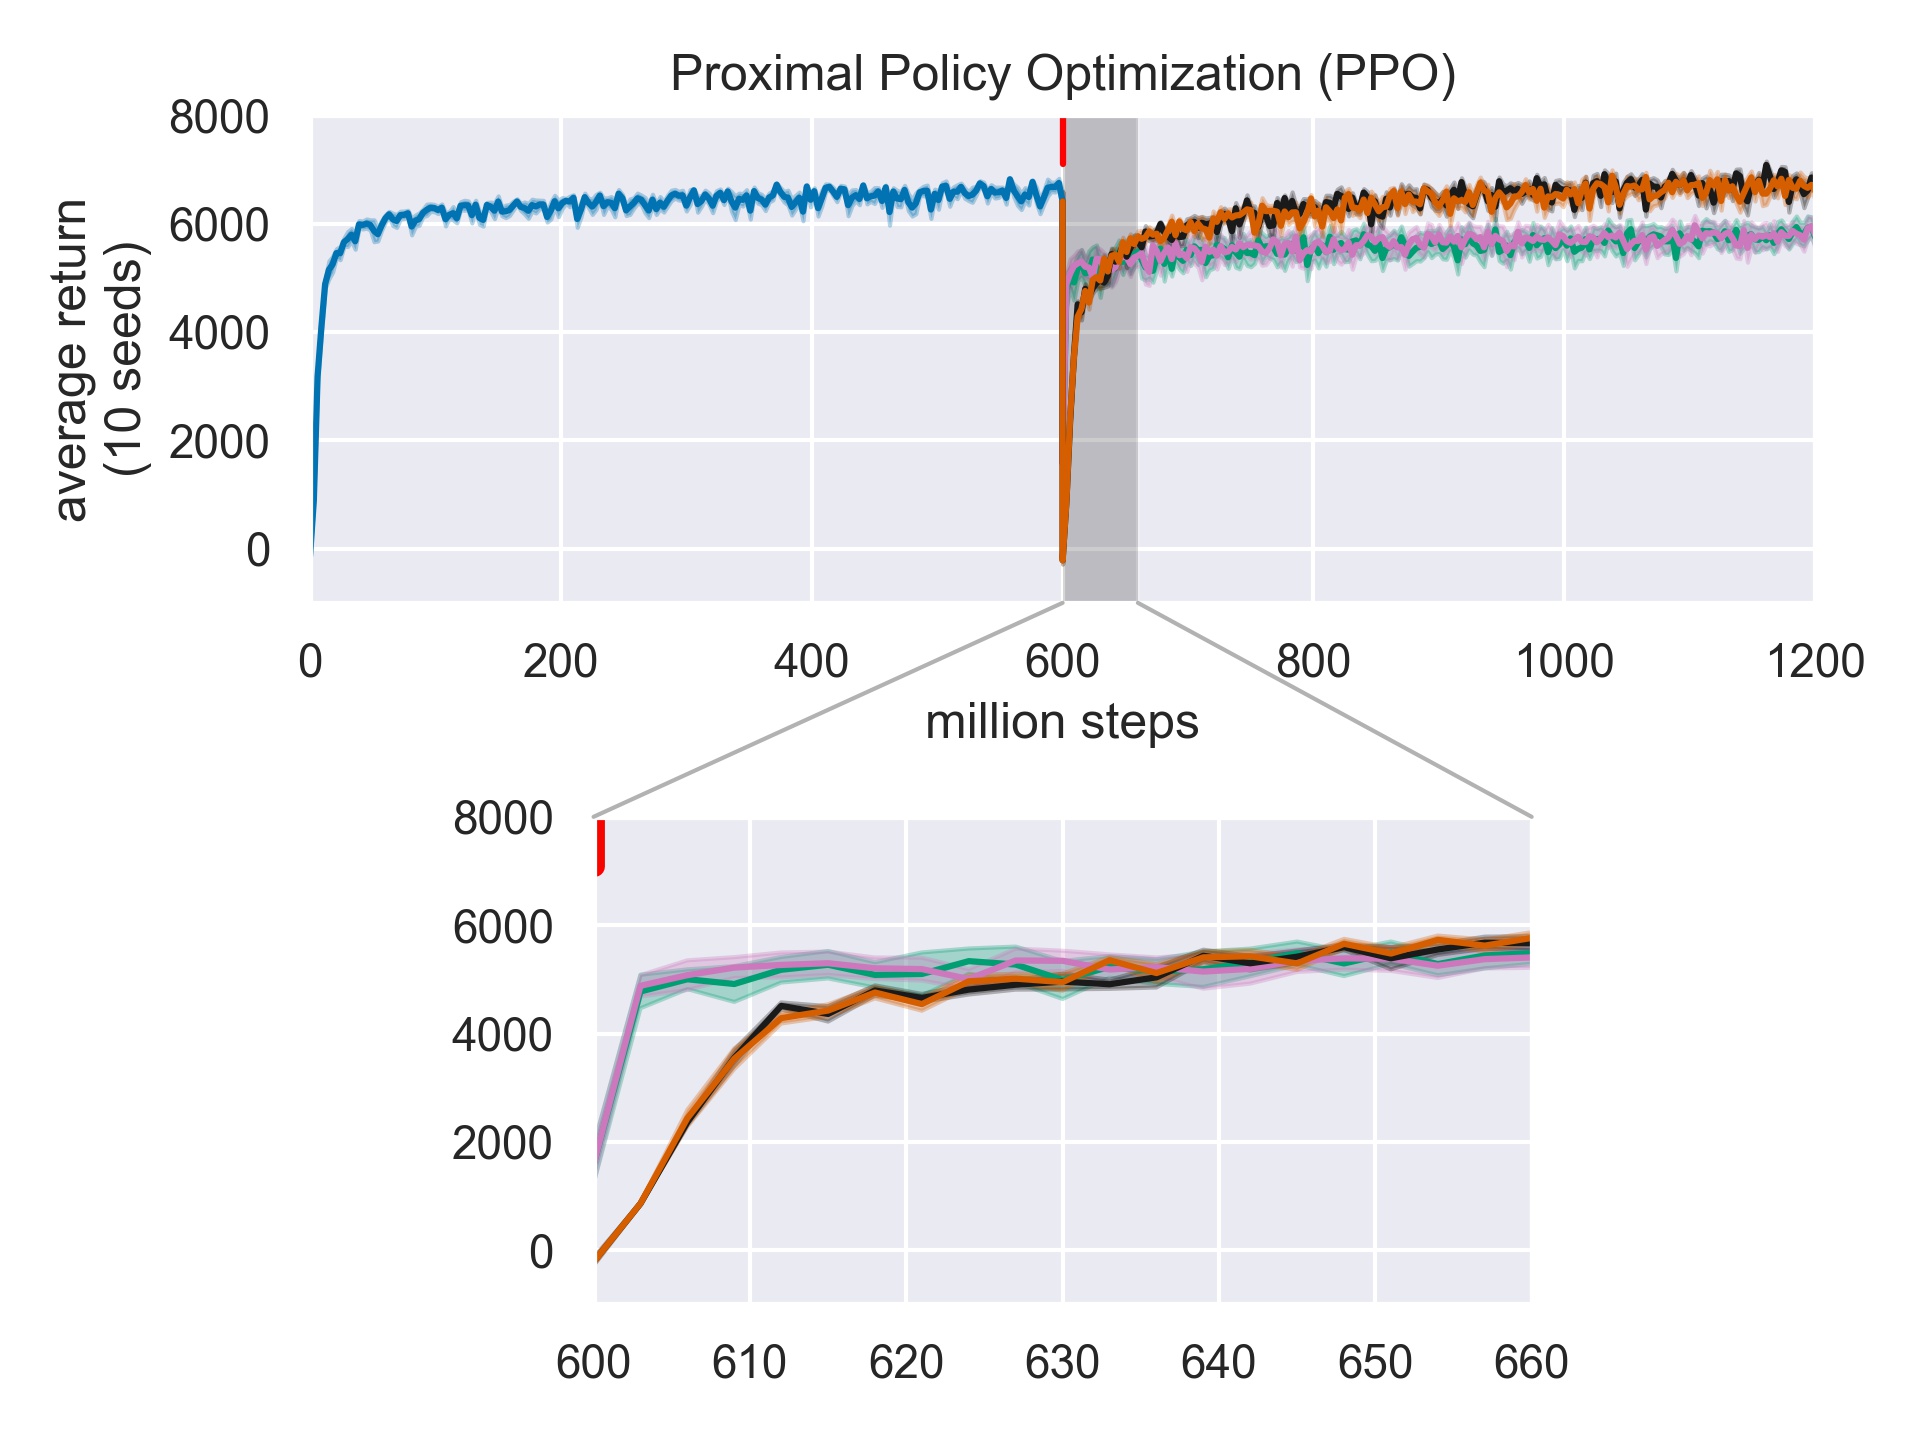 Proximal Policy Optimization (PPO)
average return
(10 seeds)
8000
6000
4000
2000
0
0 200 400 600 800 1000 1200
million steps
8000
6000
4000
2000
0
600 610 620 630 640 650 660